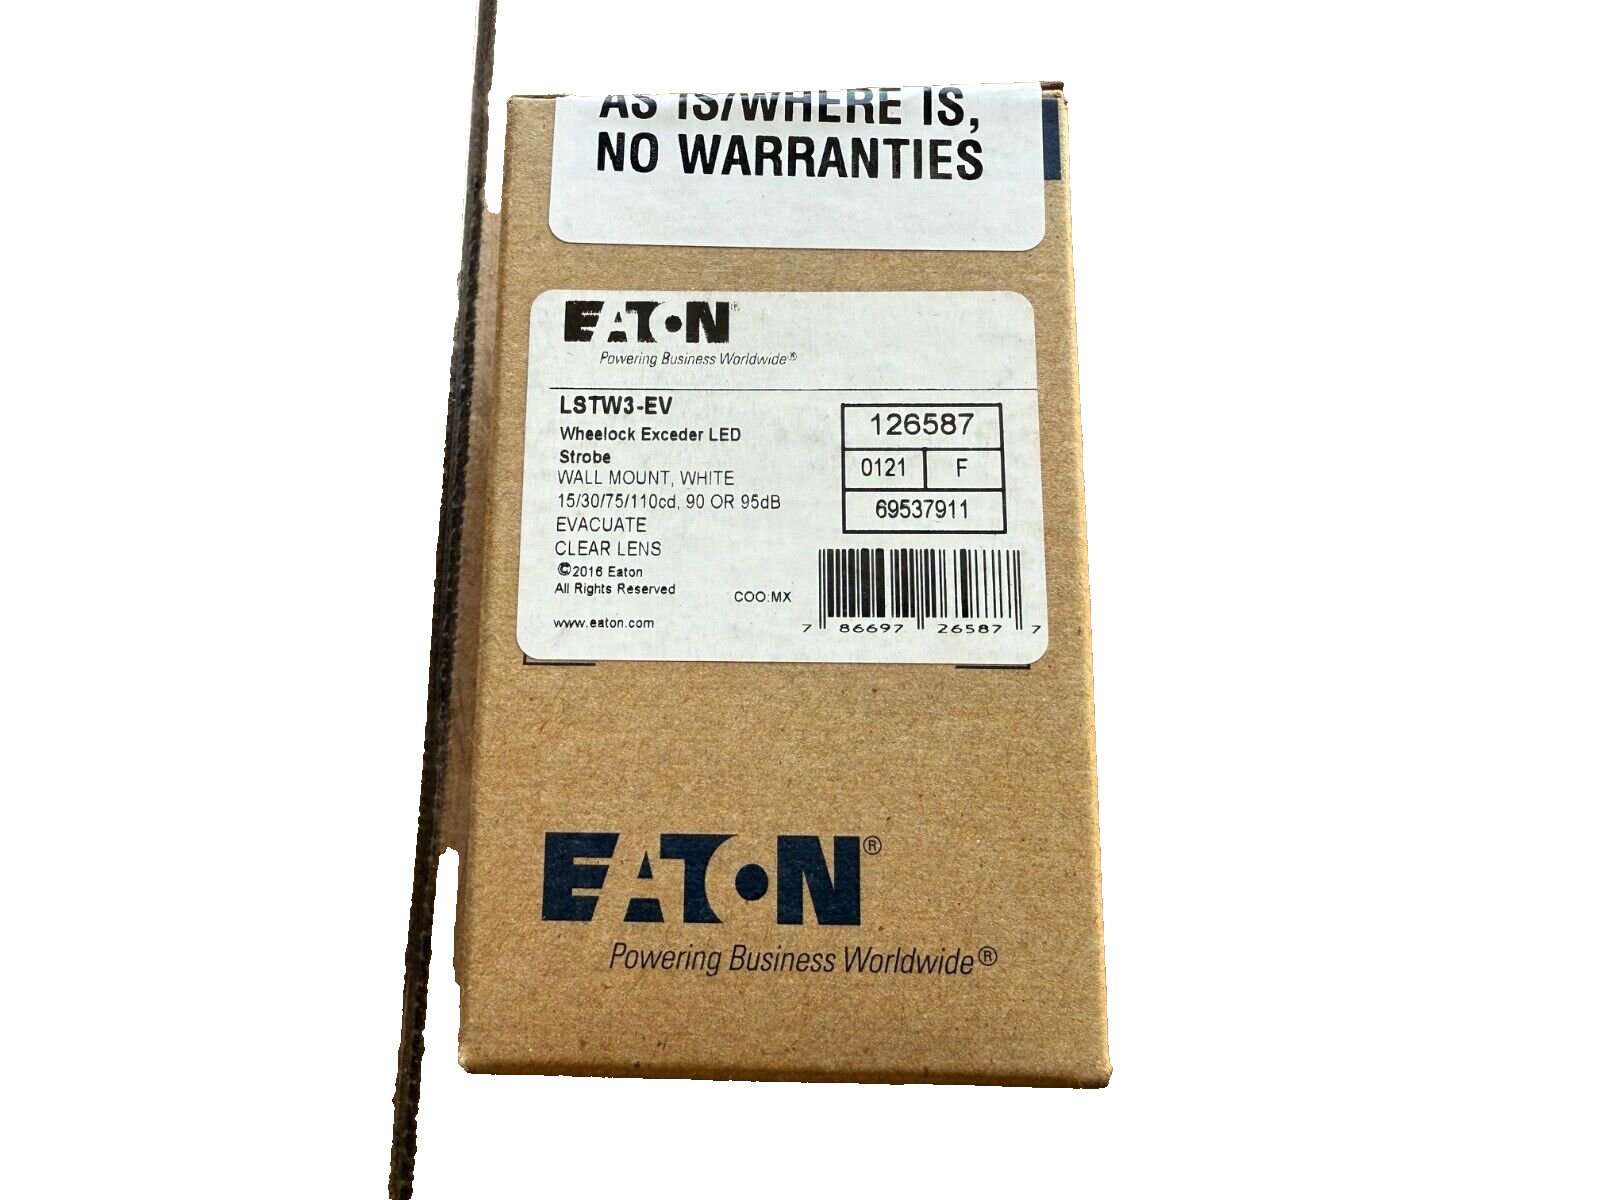 AS IS/WHERE IS,
NO WARRANTIES
EATON®
Powering Business Worldwide®
LSTW3-EV
Wheelock Exceder LED
Strobe
WALL MOUNT, WHITE
15/30/75/110cd, 90 OR 95dB
EVACUATE
CLEAR LENS
©2016 Eaton
All Rights Reserved
www.eaton.com
COO:MX
126587
0121 F
69537911
7 86697 26587 7
EATON®
Powering Business Worldwide®